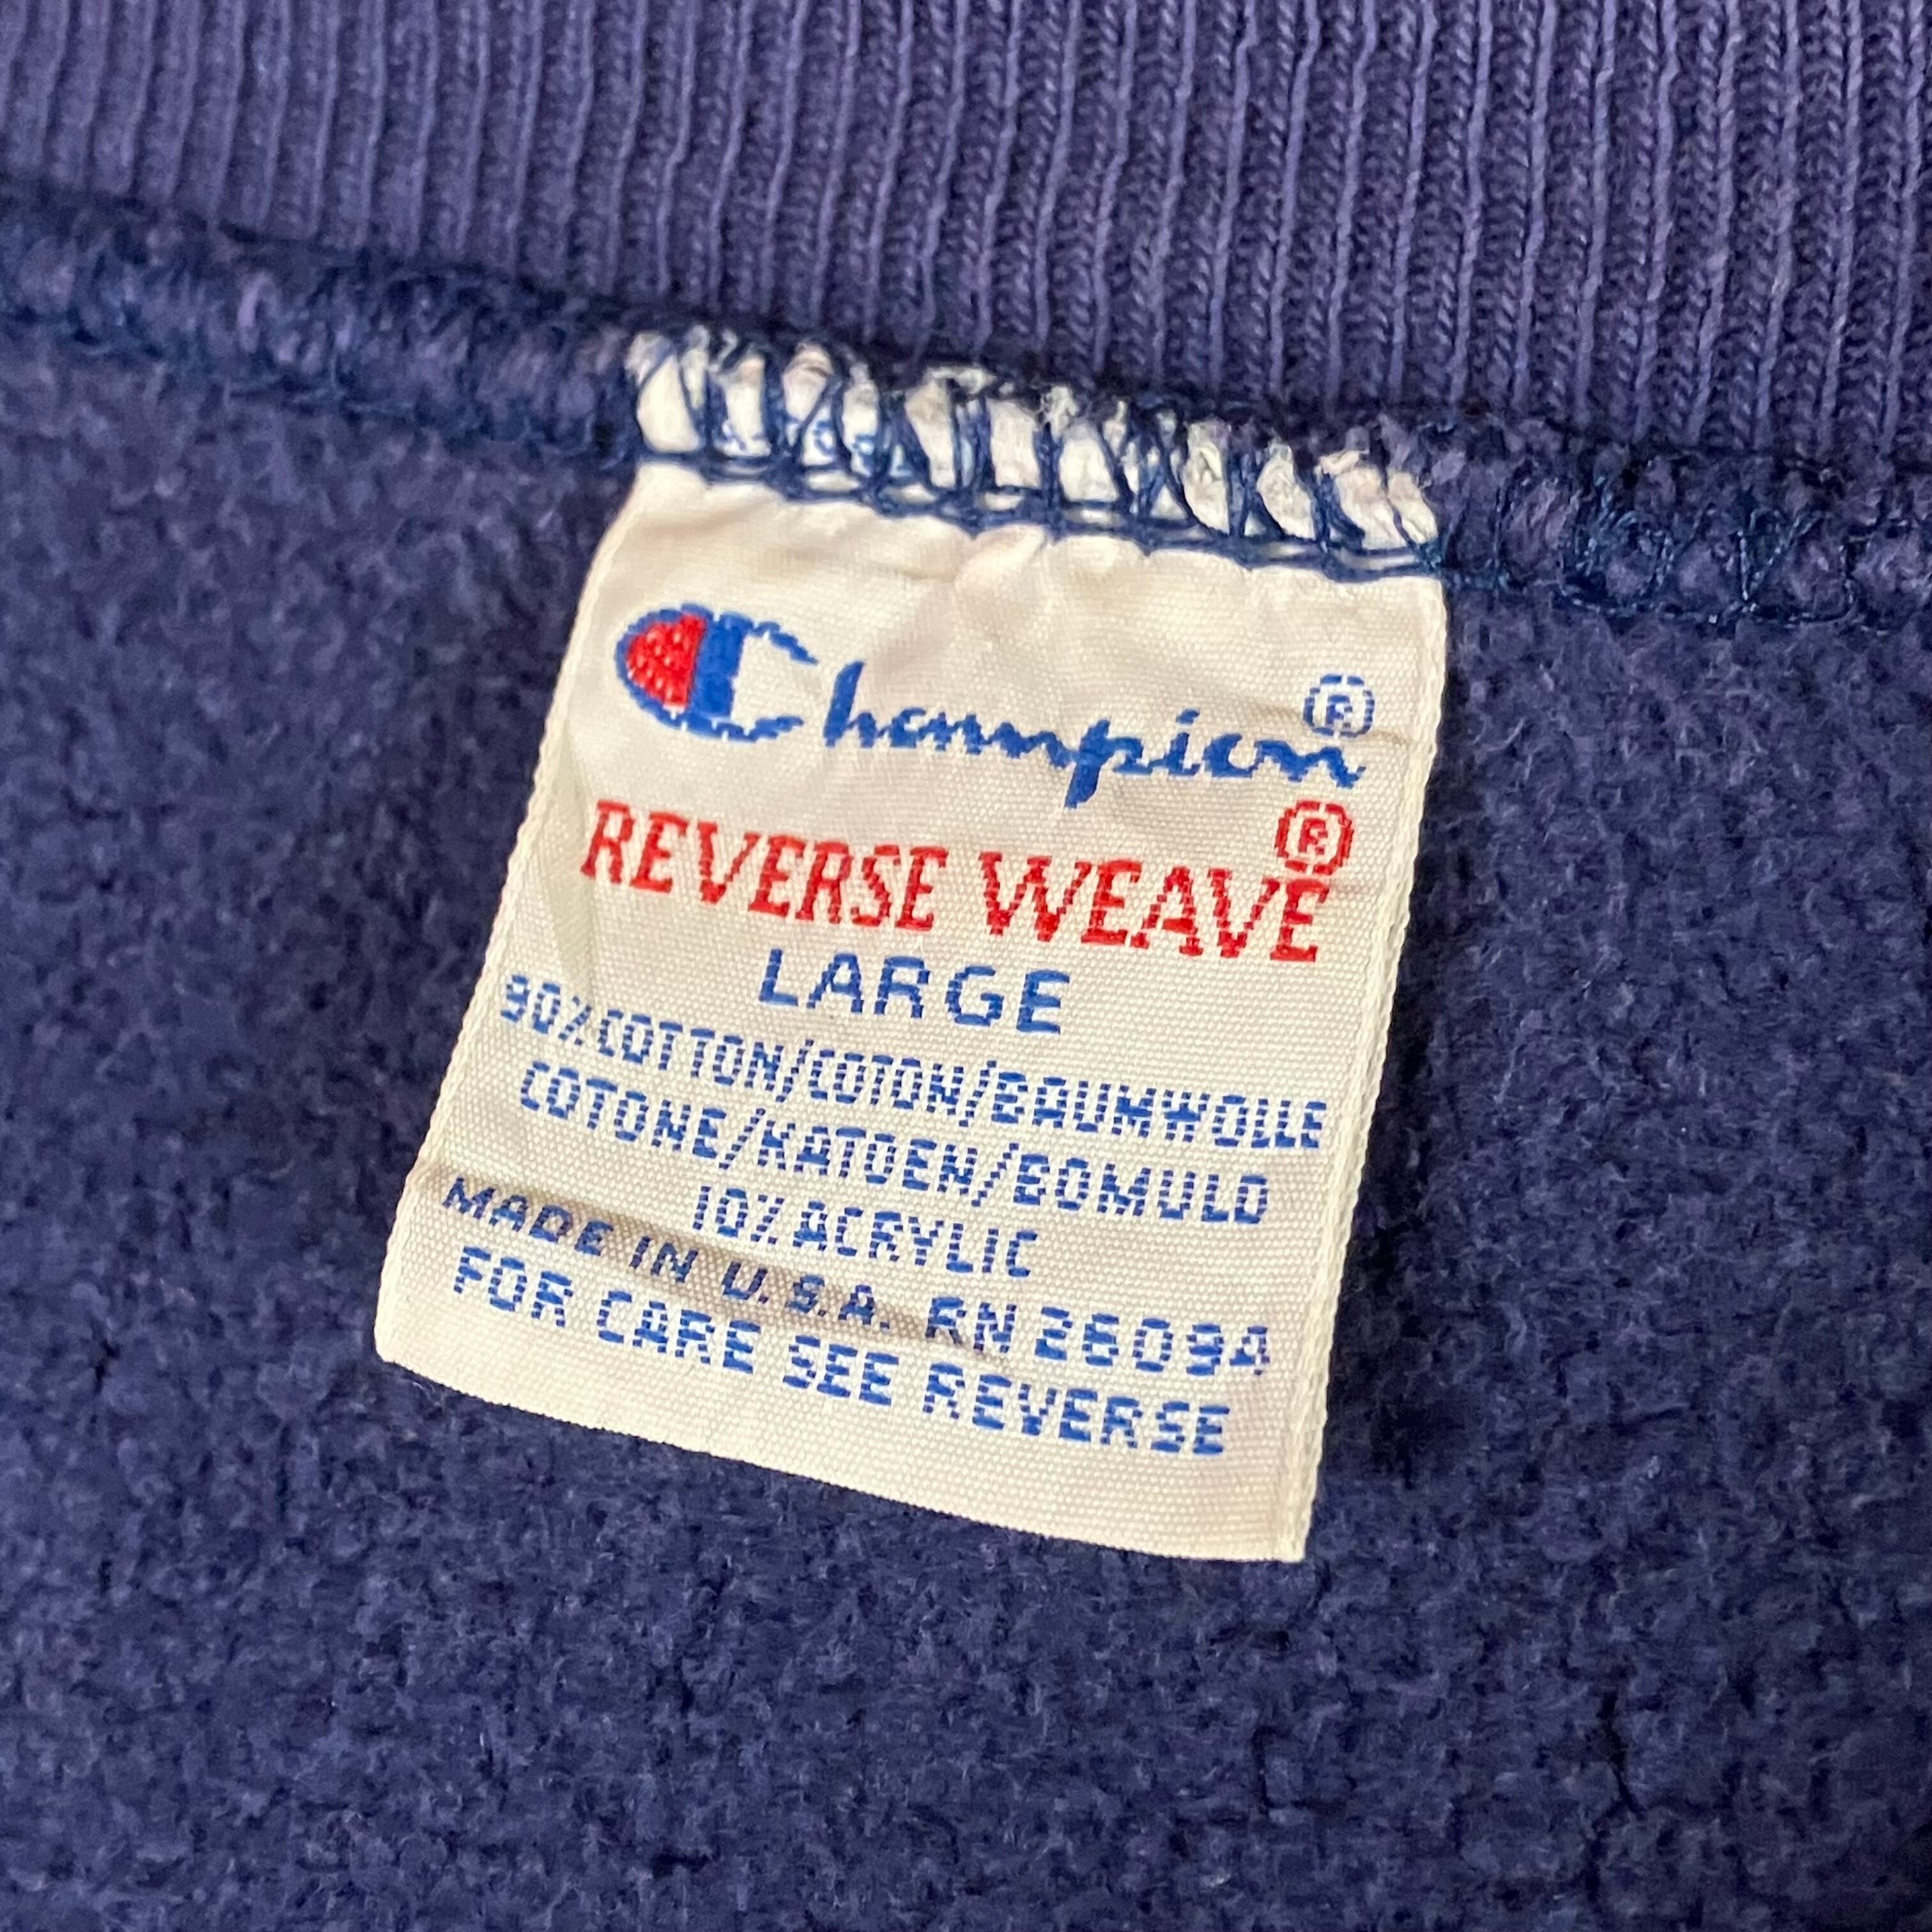 Champion®
REVERSE WEAVE®
LARGE
90% COTTON/COTON/BAUMWOLLE
COTONE/KATOEN/BOMULD
10% ACRYLIC
MADE IN U.S.A. RN 26094
FOR CARE SEE REVERSE